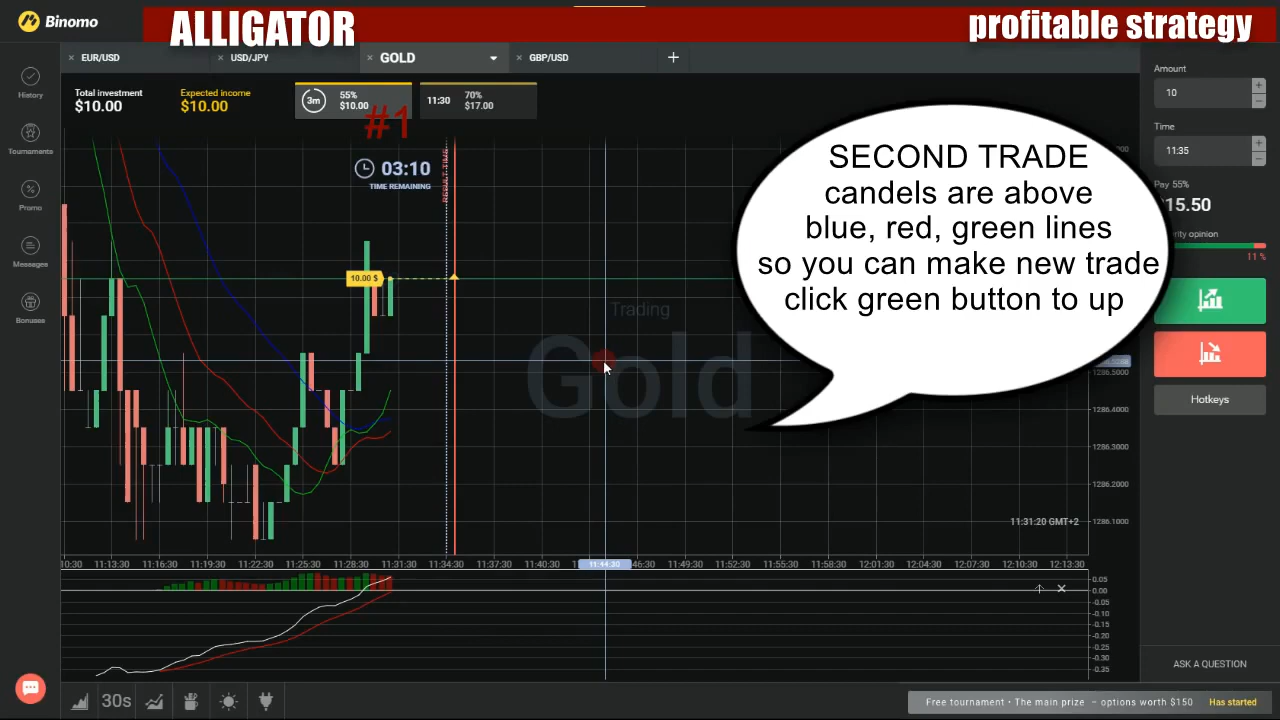 Binomo
ALLIGATOR
profitable strategy
EUR/USD
USD/JPY
GOLD
GBP/USD
Total investment
$10.00
Expected income
$10.00
3m
55%
$10.00
11:30
70%
$17.00
#1
03:10
TIME REMAINING
RESULT TIME
10.00 $
Trading
Gold
SECOND TRADE
candels are above
blue, red, green lines
so you can make new trade
click green button to up
History
Tournaments
Promo
Messages
Bonuses
Amount
10
Time
11:35
Pay 55%
15.50
rity opinion
11 %
Hotkeys
ASK A QUESTION
1286.5000
1286.4000
1286.3000
1286.2000
1286.1000
11:31:20 GMT+2
10:30 11:13:30 11:16:30 11:19:30 11:22:30 11:25:30 11:28:30 11:31:30 11:34:30 11:37:30 11:40:30 11:44:30 46:30 11:49:30 11:52:30 11:55:30 11:58:30 12:01:30 12:04:30 12:07:30 12:10:30 12:13:30
0.05
0.00
-0.05
-0.10
-0.15
-0.20
-0.25
-0.30
-0.35
30s
Free tournament • The main prize – options worth $150 Has started